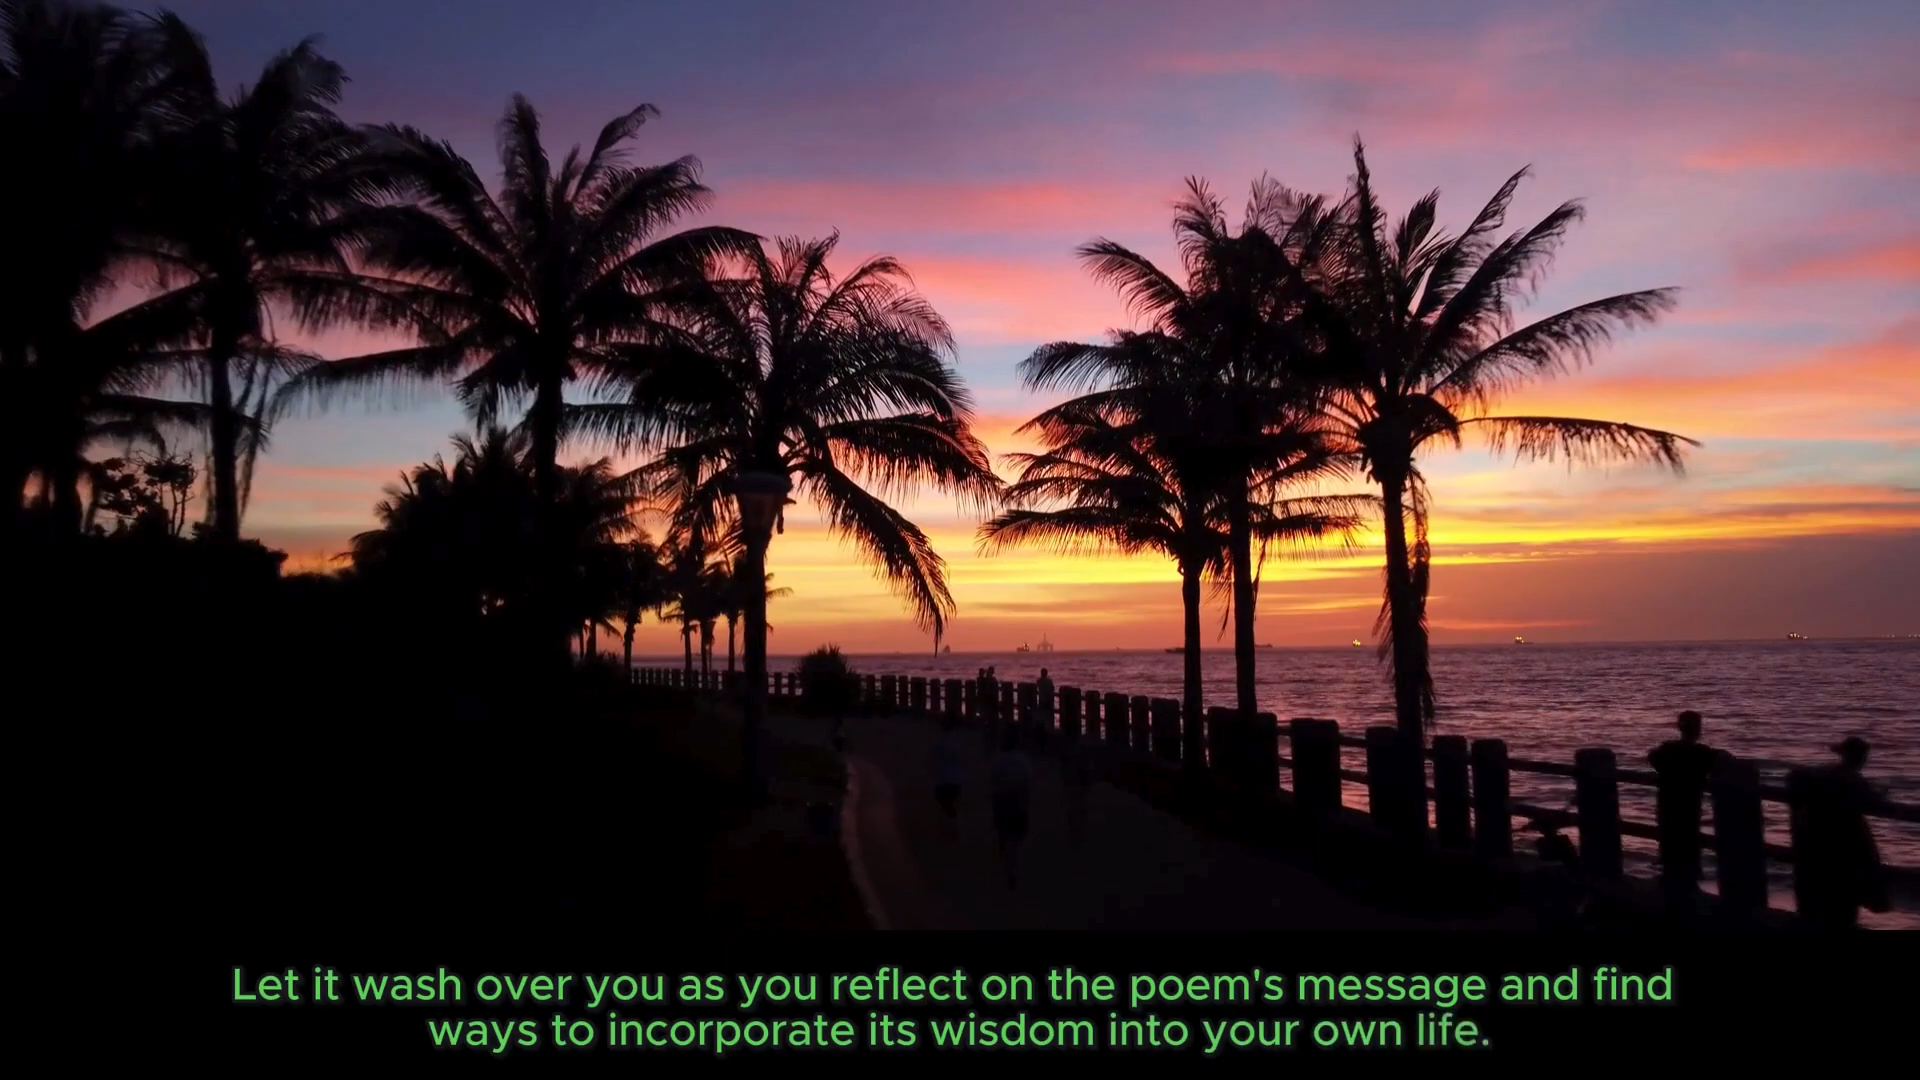 Let it wash over you as you reflect on the poem's message and find
ways to incorporate its wisdom into your own life.